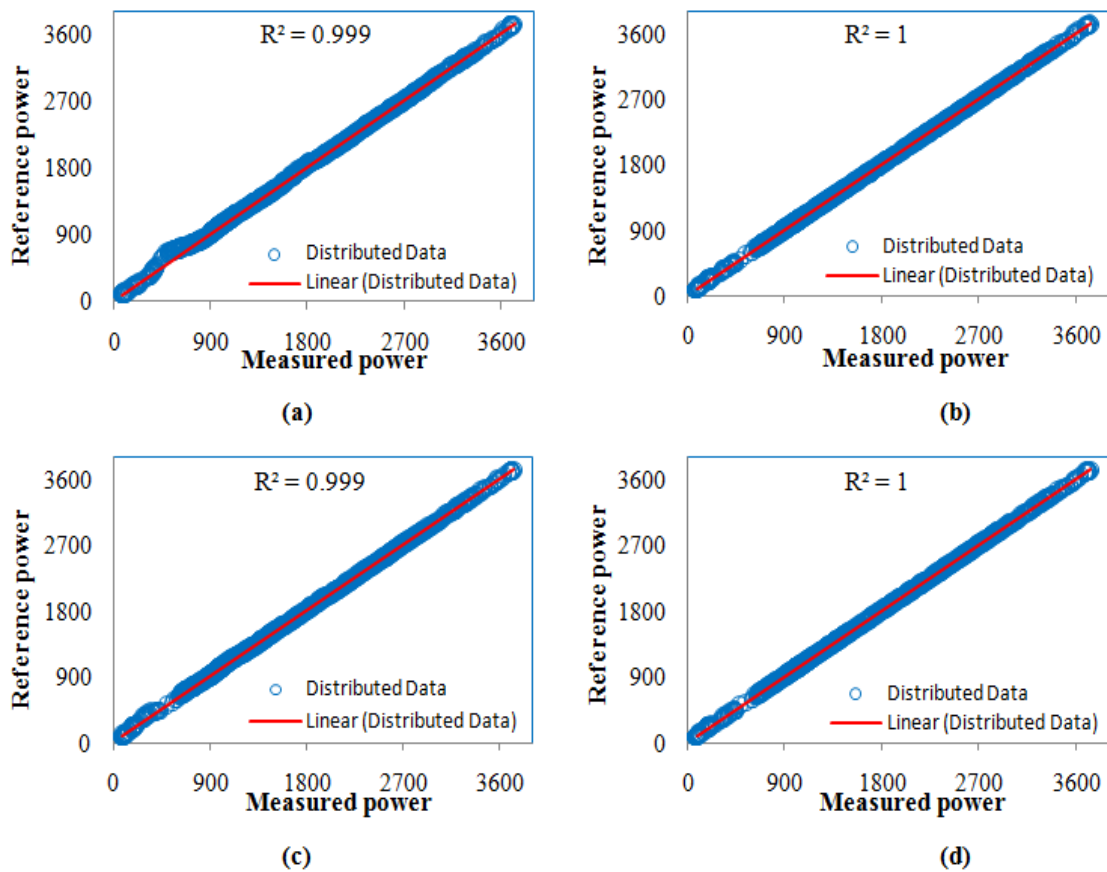 R² = 0.999
Reference power
3600
2700
1800
900
0
Distributed Data
Linear (Distributed Data)
0 900 1800 2700 3600
Measured power
(a)
R² = 1
Reference power
3600
2700
1800
900
0
Distributed Data
Linear (Distributed Data)
0 900 1800 2700 3600
Measured power
(b)
R² = 0.999
Reference power
3600
2700
1800
900
0
Distributed Data
Linear (Distributed Data)
0 900 1800 2700 3600
Measured power
(c)
R² = 1
Reference power
3600
2700
1800
900
0
Distributed Data
Linear (Distributed Data)
0 900 1800 2700 3600
Measured power
(d)